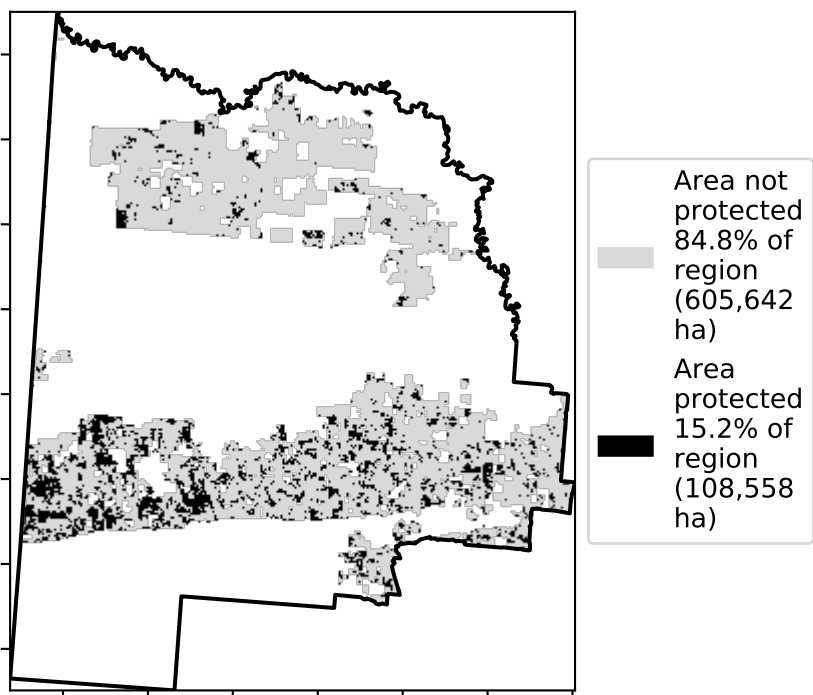 Area not
protected
84.8% of
region
(605,642
ha)
Area
protected
15.2% of
region
(108,558
ha)